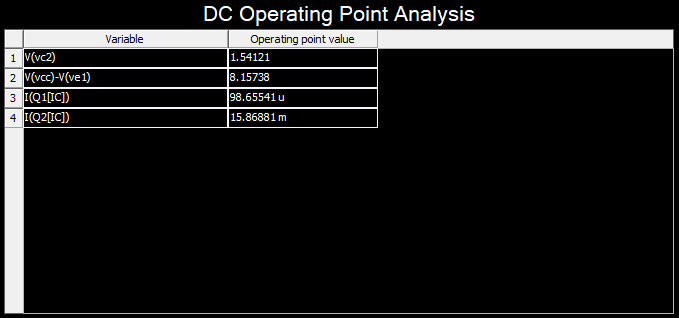 DC Operating Point Analysis
Variable Operating point value
1 V(vc2) 1.54121
2 V(vcc)-V(ve1) 8.15738
3 I(Q1[IC]) 98.65541 u
4 I(Q2[IC]) 15.86881 m